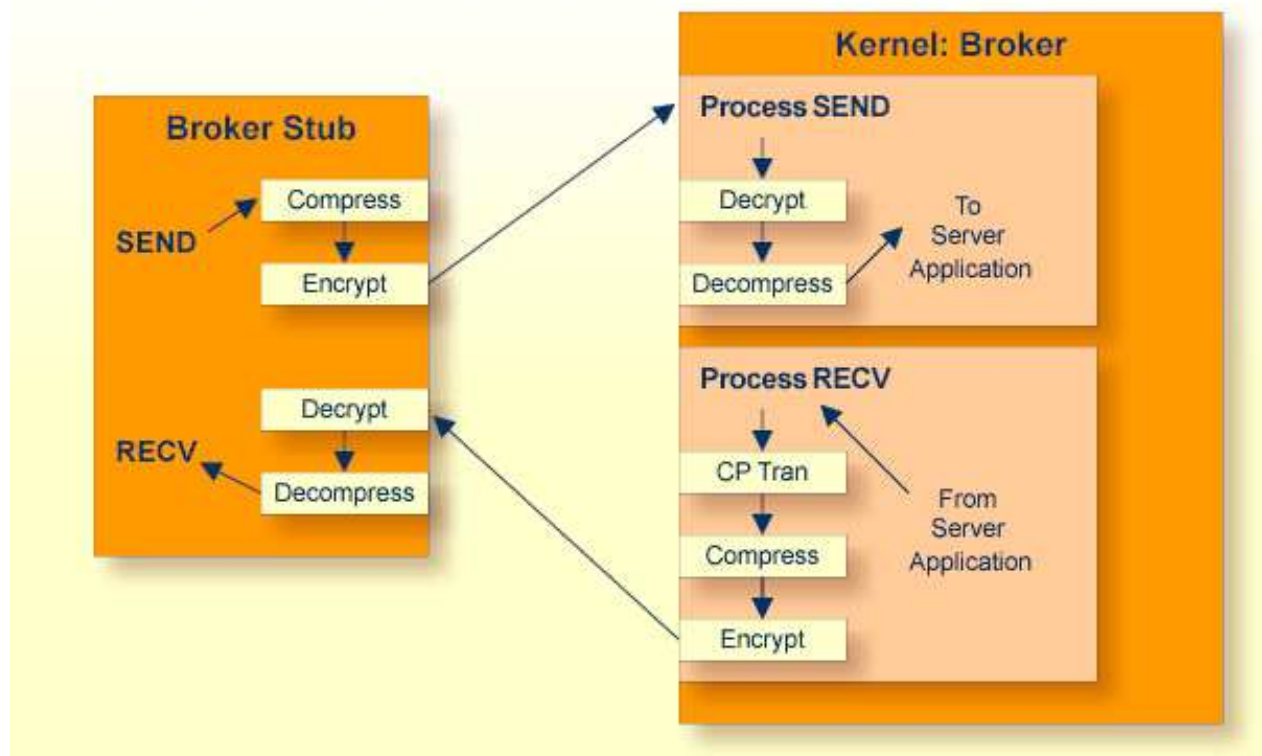 Broker Stub
SEND
Compress
Encrypt
Decrypt
RECV
Decompress
Kernel: Broker
Process SEND
Decrypt
Decompress
To
Server
Application
Process RECV
CP Tran
Compress
Encrypt
From
Server
Application